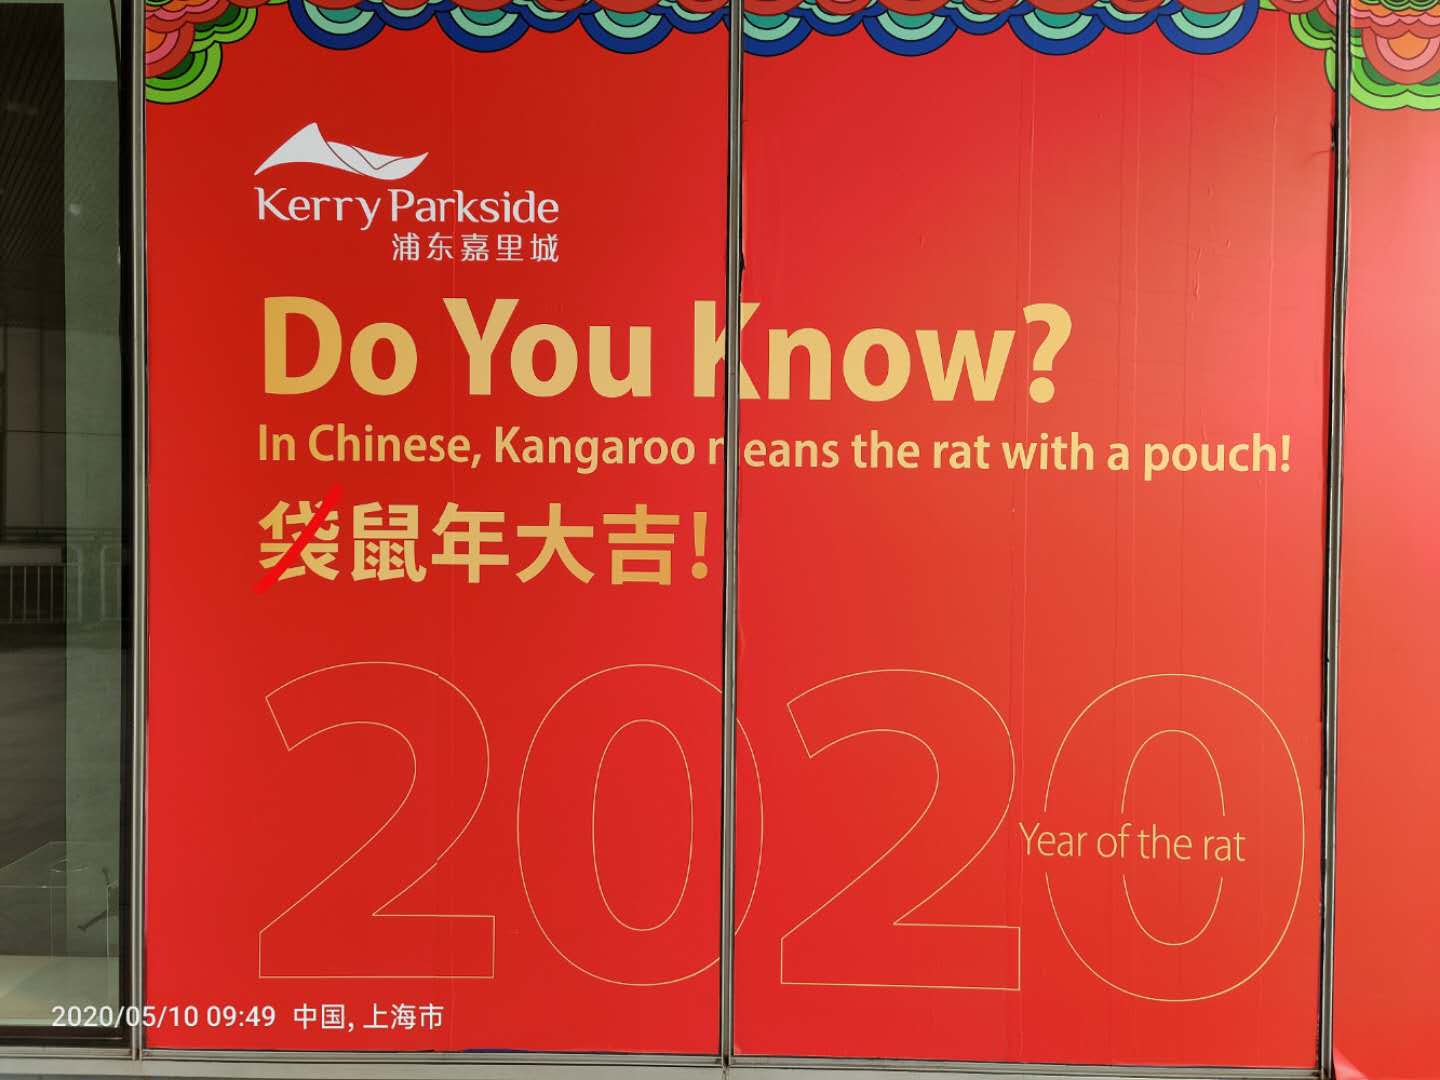 Kerry Parkside
浦东嘉里城
Do You Know?
In Chinese, Kangaroo means the rat with a pouch!
袋鼠年大吉!
2020
Year of the rat
2020/05/10 09:49 中国, 上海市